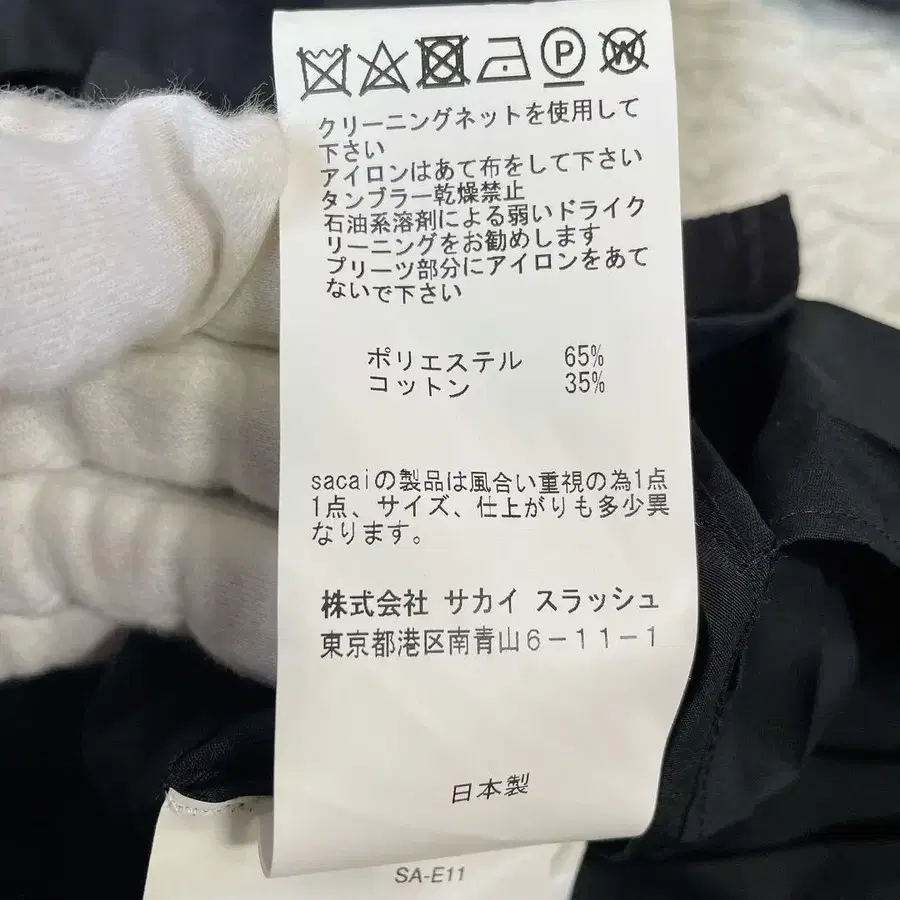 クリーニングネットを使用して
下さい
アイロンはあて布をして下さい
タンブラー乾燥禁止
石油系溶剤による弱いドライク
リーニングをお勧めします
プリーツ部分にアイロンをあて
ないで下さい
ポリエステル 65%
コットン 35%
sacaiの製品は風合い重視の為1点
1点、サイズ、仕上がりも多少異
なります。
株式会社 サカイ スラッシュ
東京都港区南青山6-11-1
日本製
SA-E11